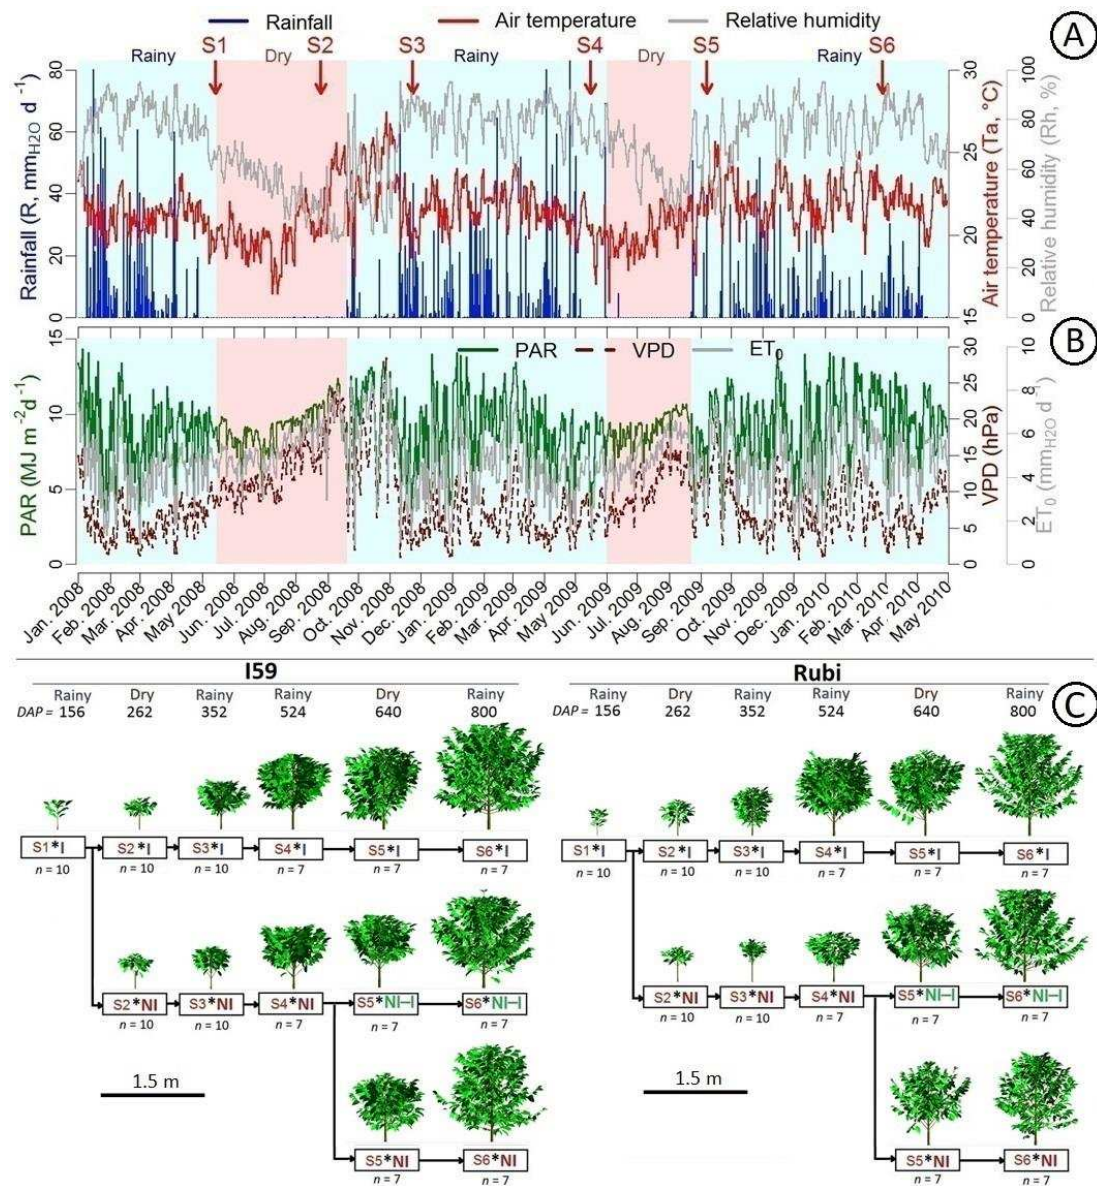 Rainfall Air temperature Relative humidity A
S1 S2 S3 S4 S5 S6
Rainy Dry Rainy Dry Rainy
Rainfall (R, mmH2O d⁻¹)
80
60
40
20
0
Air temperature (Ta, °C)
30
25
20
15
Relative humidity (Rh, %)
100
80
60
40
20
0
B
PAR VPD ET0
PAR (MJ m⁻²d⁻¹)
15
10
5
0
VPD (hPa)
30
25
20
15
10
5
0
ET0 (mmH2O d⁻¹)
10
8
6
4
2
0
Jan. 2008
Feb. 2008
Mar. 2008
Apr. 2008
May 2008
Jun. 2008
Jul. 2008
Aug. 2008
Sep. 2008
Oct. 2008
Nov. 2008
Dec. 2008
Jan. 2009
Feb. 2009
Mar. 2009
Apr. 2009
May 2009
Jun. 2009
Jul. 2009
Aug. 2009
Sep. 2009
Oct. 2009
Nov. 2009
Dec. 2009
Jan. 2010
Feb. 2010
Mar. 2010
Apr. 2010
May 2010
I59 Rubi
C
Rainy Dry Rainy Rainy Dry Rainy Rainy Dry Rainy Rainy Dry Rainy
DAP = 156 262 352 524 640 800 DAP = 156 262 352 524 640 800
S1*I S2*I S3*I S4*I S5*I S6*I S1*I S2*I S3*I S4*I S5*I S6*I
n = 10 n = 10 n = 10 n = 7 n = 7 n = 7 n = 10 n = 10 n = 10 n = 7 n = 7 n = 7
S2*NI S3*NI S4*NI S5*NI–I S6*NI–I S2*NI S3*NI S4*NI S5*NI–I S6*NI–I
n = 10 n = 10 n = 7 n = 7 n = 7 n = 10 n = 10 n = 7 n = 7 n = 7
1.5 m 1.5 m
S5*NI S6*NI S5*NI S6*NI
n = 7 n = 7 n = 7 n = 7